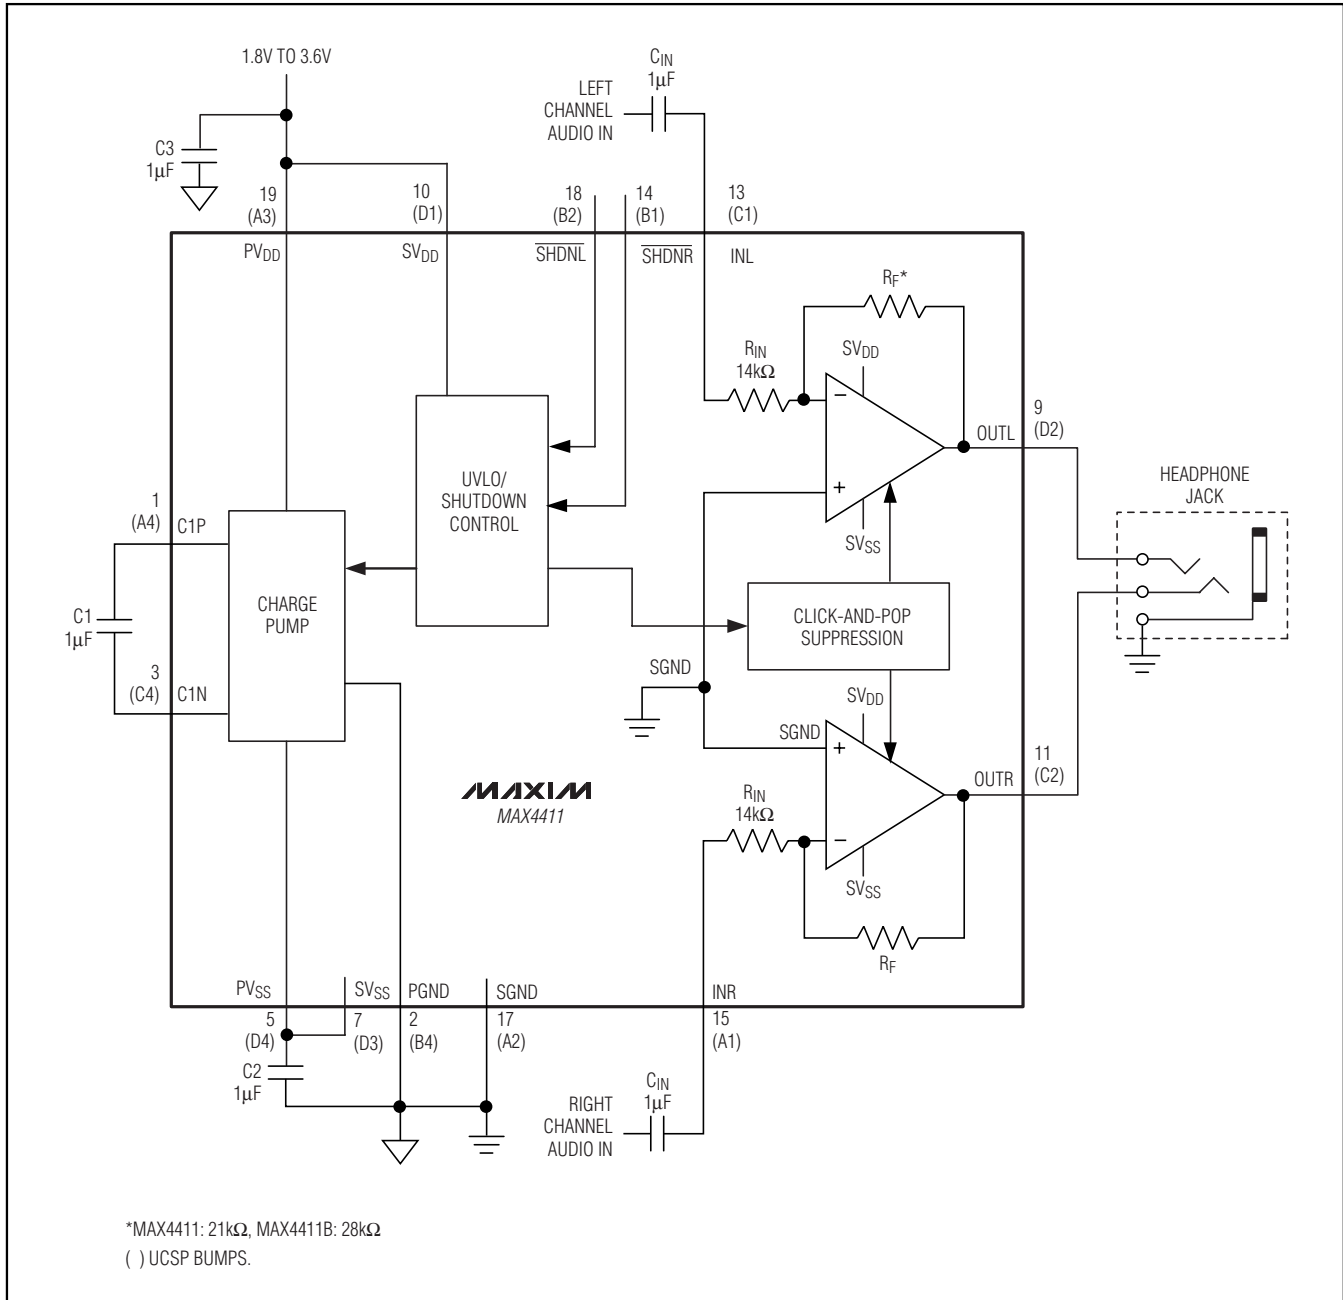 1.8V TO 3.6V
C3
1µF
LEFT
CHANNEL
AUDIO IN
CIN
1µF
19
(A3)
10
(D1)
18
(B2)
14
(B1)
13
(C1)
PVDD
SVDD
SHDNL
SHDNR
INL
RF*
RIN
14kΩ
SVDD
−
+
SVSS
OUTL
9
(D2)
HEADPHONE
JACK
UVLO/
SHUTDOWN
CONTROL
1
(A4)
C1P
C1
1µF
3
(C4)
C1N
CHARGE
PUMP
CLICK-AND-POP
SUPPRESSION
SGND
SVDD
SGND
+
−
SVSS
OUTR
11
(C2)
RIN
14kΩ
RF
MAXIM
MAX4411
PVSS
SVSS
PGND
SGND
INR
5
(D4)
7
(D3)
2
(B4)
17
(A2)
15
(A1)
C2
1µF
RIGHT
CHANNEL
AUDIO IN
CIN
1µF
*MAX4411: 21kΩ, MAX4411B: 28kΩ
( ) UCSP BUMPS.